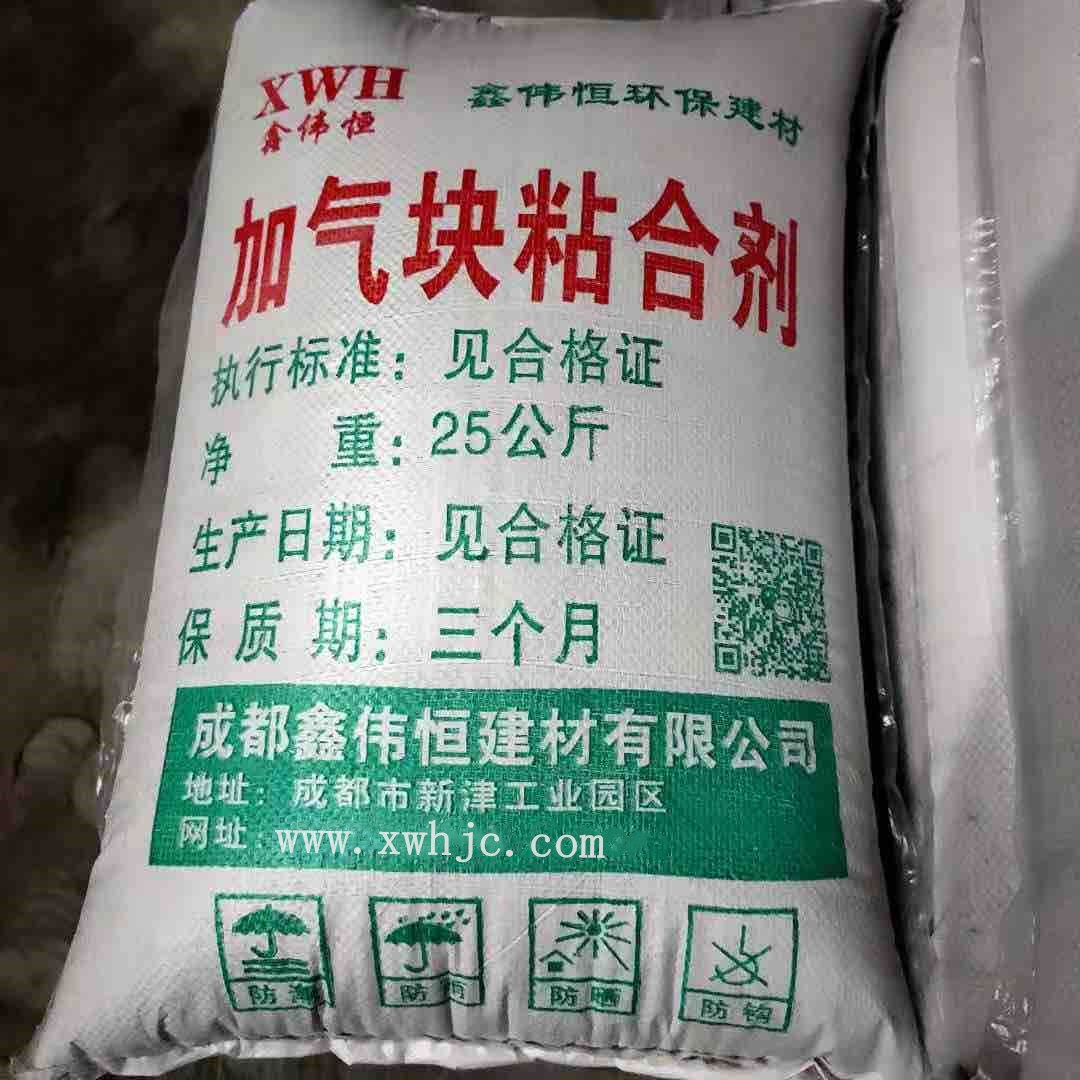 XWH
鑫伟恒
鑫伟恒环保建材
加气块粘合剂
执行标准：见合格证
净 重：25公斤
生产日期：见合格证
保质期：三个月
成都鑫伟恒建材有限公司
地址：成都市新津工业园区
网址：www.xwhjc.com
防潮 防雨 防晒 防钩